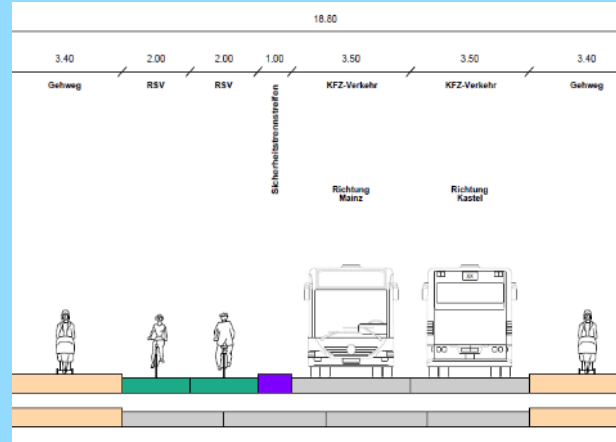 18.80
3.40 2.00 2.00 1.00 3.50 3.50 3.40
Gehweg RSV RSV Sicherheitstrennstreifen KFZ-Verkehr KFZ-Verkehr Gehweg
Richtung Mainz
Richtung Kastel